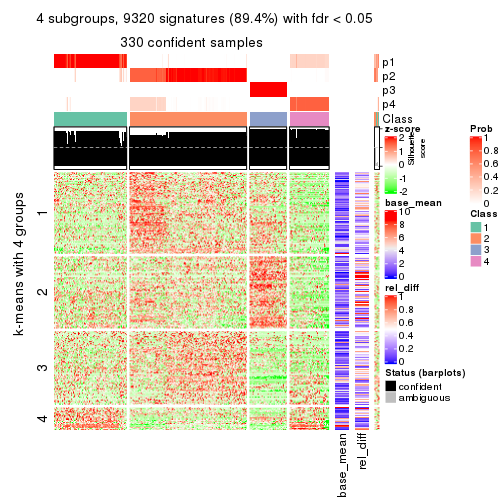 4 subgroups, 9320 signatures (89.4%) with fdr < 0.05
330 confident samples
p1
p2
p3
p4
Class
Silhouette
score
k-means with 4 groups
1
2
3
4
base_mean
rel_diff
z-score
2
1
0
-1
-2
base_mean
10
8
6
4
2
0
rel_diff
1
0.8
0.6
0.4
0.2
0
Status (barplots)
confident
ambiguous
Prob
1
0.8
0.6
0.4
0.2
0
Class
1
2
3
4